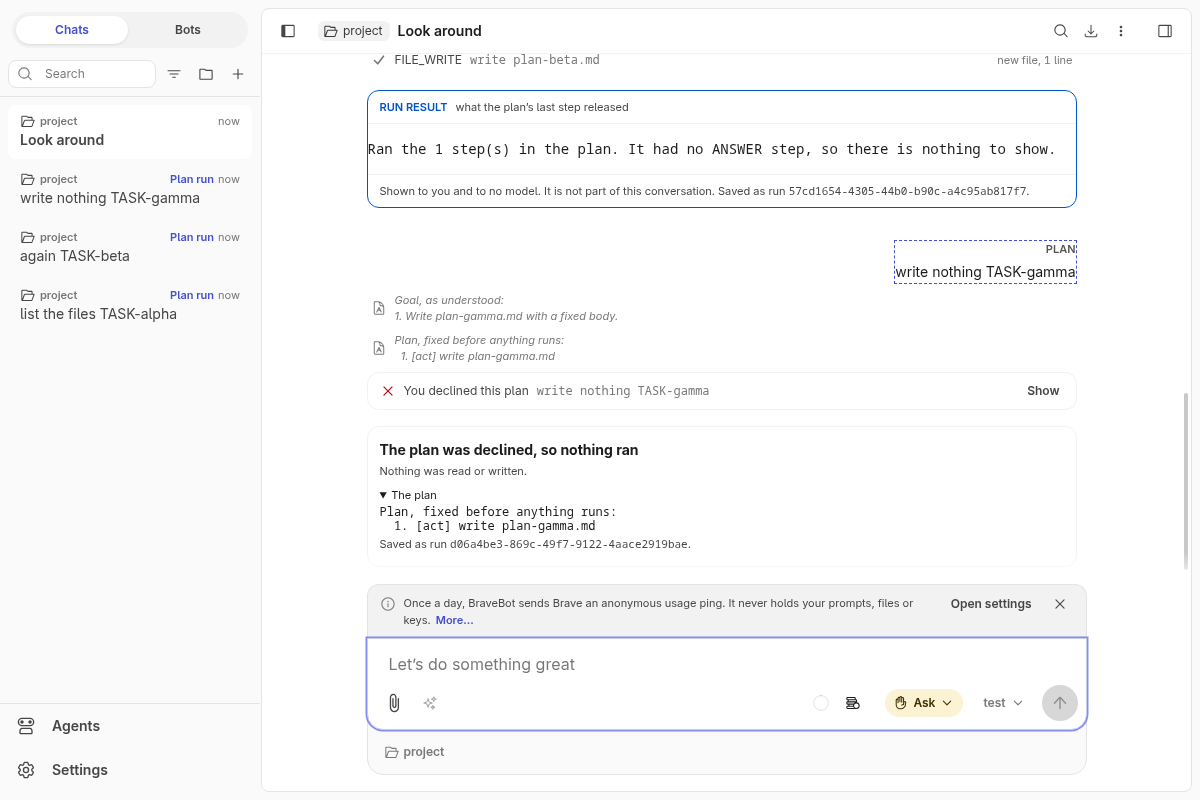 Chats
Bots
Search
project
now
Look around
project
Plan run now
write nothing TASK-gamma
project
Plan run now
again TASK-beta
project
Plan run now
list the files TASK-alpha
Agents
Settings
project
Look around
FILE_WRITE write plan-beta.md
new file, 1 line
RUN RESULT what the plan's last step released
Ran the 1 step(s) in the plan. It had no ANSWER step, so there is nothing to show.
Shown to you and to no model. It is not part of this conversation. Saved as run 57cd1654-4305-44b0-b90c-a4c95ab817f7.
PLAN
write nothing TASK-gamma
Goal, as understood:
1. Write plan-gamma.md with a fixed body.
Plan, fixed before anything runs:
1. [act] write plan-gamma.md
You declined this plan write nothing TASK-gamma
Show
The plan was declined, so nothing ran
Nothing was read or written.
The plan
Plan, fixed before anything runs:
1. [act] write plan-gamma.md
Saved as run d06a4be3-869c-49f7-9122-4aace2919bae.
Once a day, BraveBot sends Brave an anonymous usage ping. It never holds your prompts, files or
keys. More...
Open settings
Let's do something great
Ask
test
project